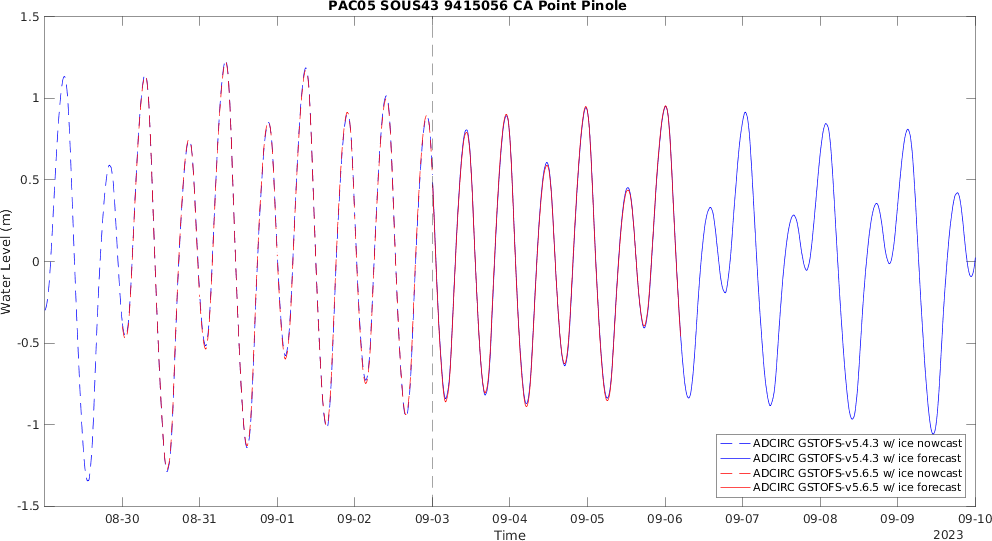 PAC05 SOUS43 9415056 CA Point Pinole
1.5
1
0.5
0
-0.5
-1
-1.5
Water Level (m)
08-30 08-31 09-01 09-02 09-03 09-04 09-05 09-06 09-07 09-08 09-09 09-10
Time
2023
ADCIRC GSTOFS-v5.4.3 w/ ice nowcast
ADCIRC GSTOFS-v5.4.3 w/ ice forecast
ADCIRC GSTOFS-v5.6.5 w/ ice nowcast
ADCIRC GSTOFS-v5.6.5 w/ ice forecast